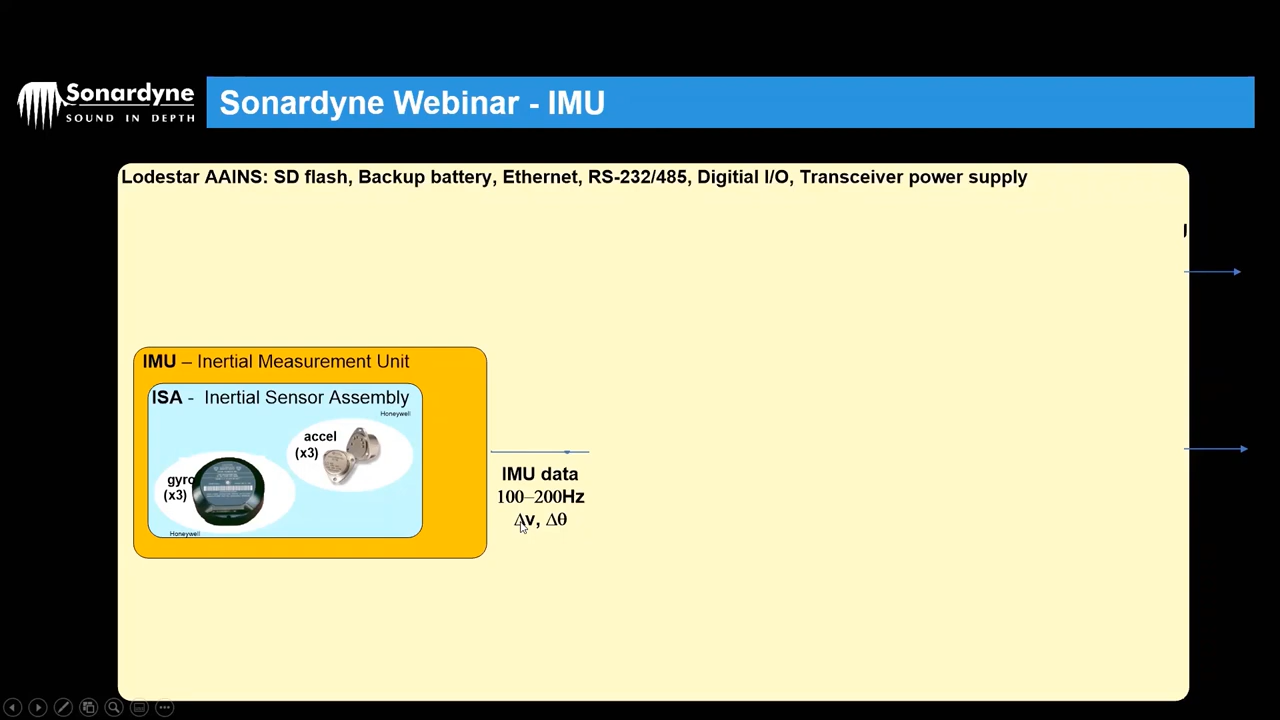 Sonardyne
SOUND IN DEPTH
Sonardyne Webinar - IMU
Lodestar AAINS: SD flash, Backup battery, Ethernet, RS-232/485, Digitial I/O, Transceiver power supply
IMU – Inertial Measurement Unit
ISA - Inertial Sensor Assembly
Honeywell
accel
(x3)
gyro
(x3)
Honeywell
IMU data
100–200Hz
Δv, Δθ